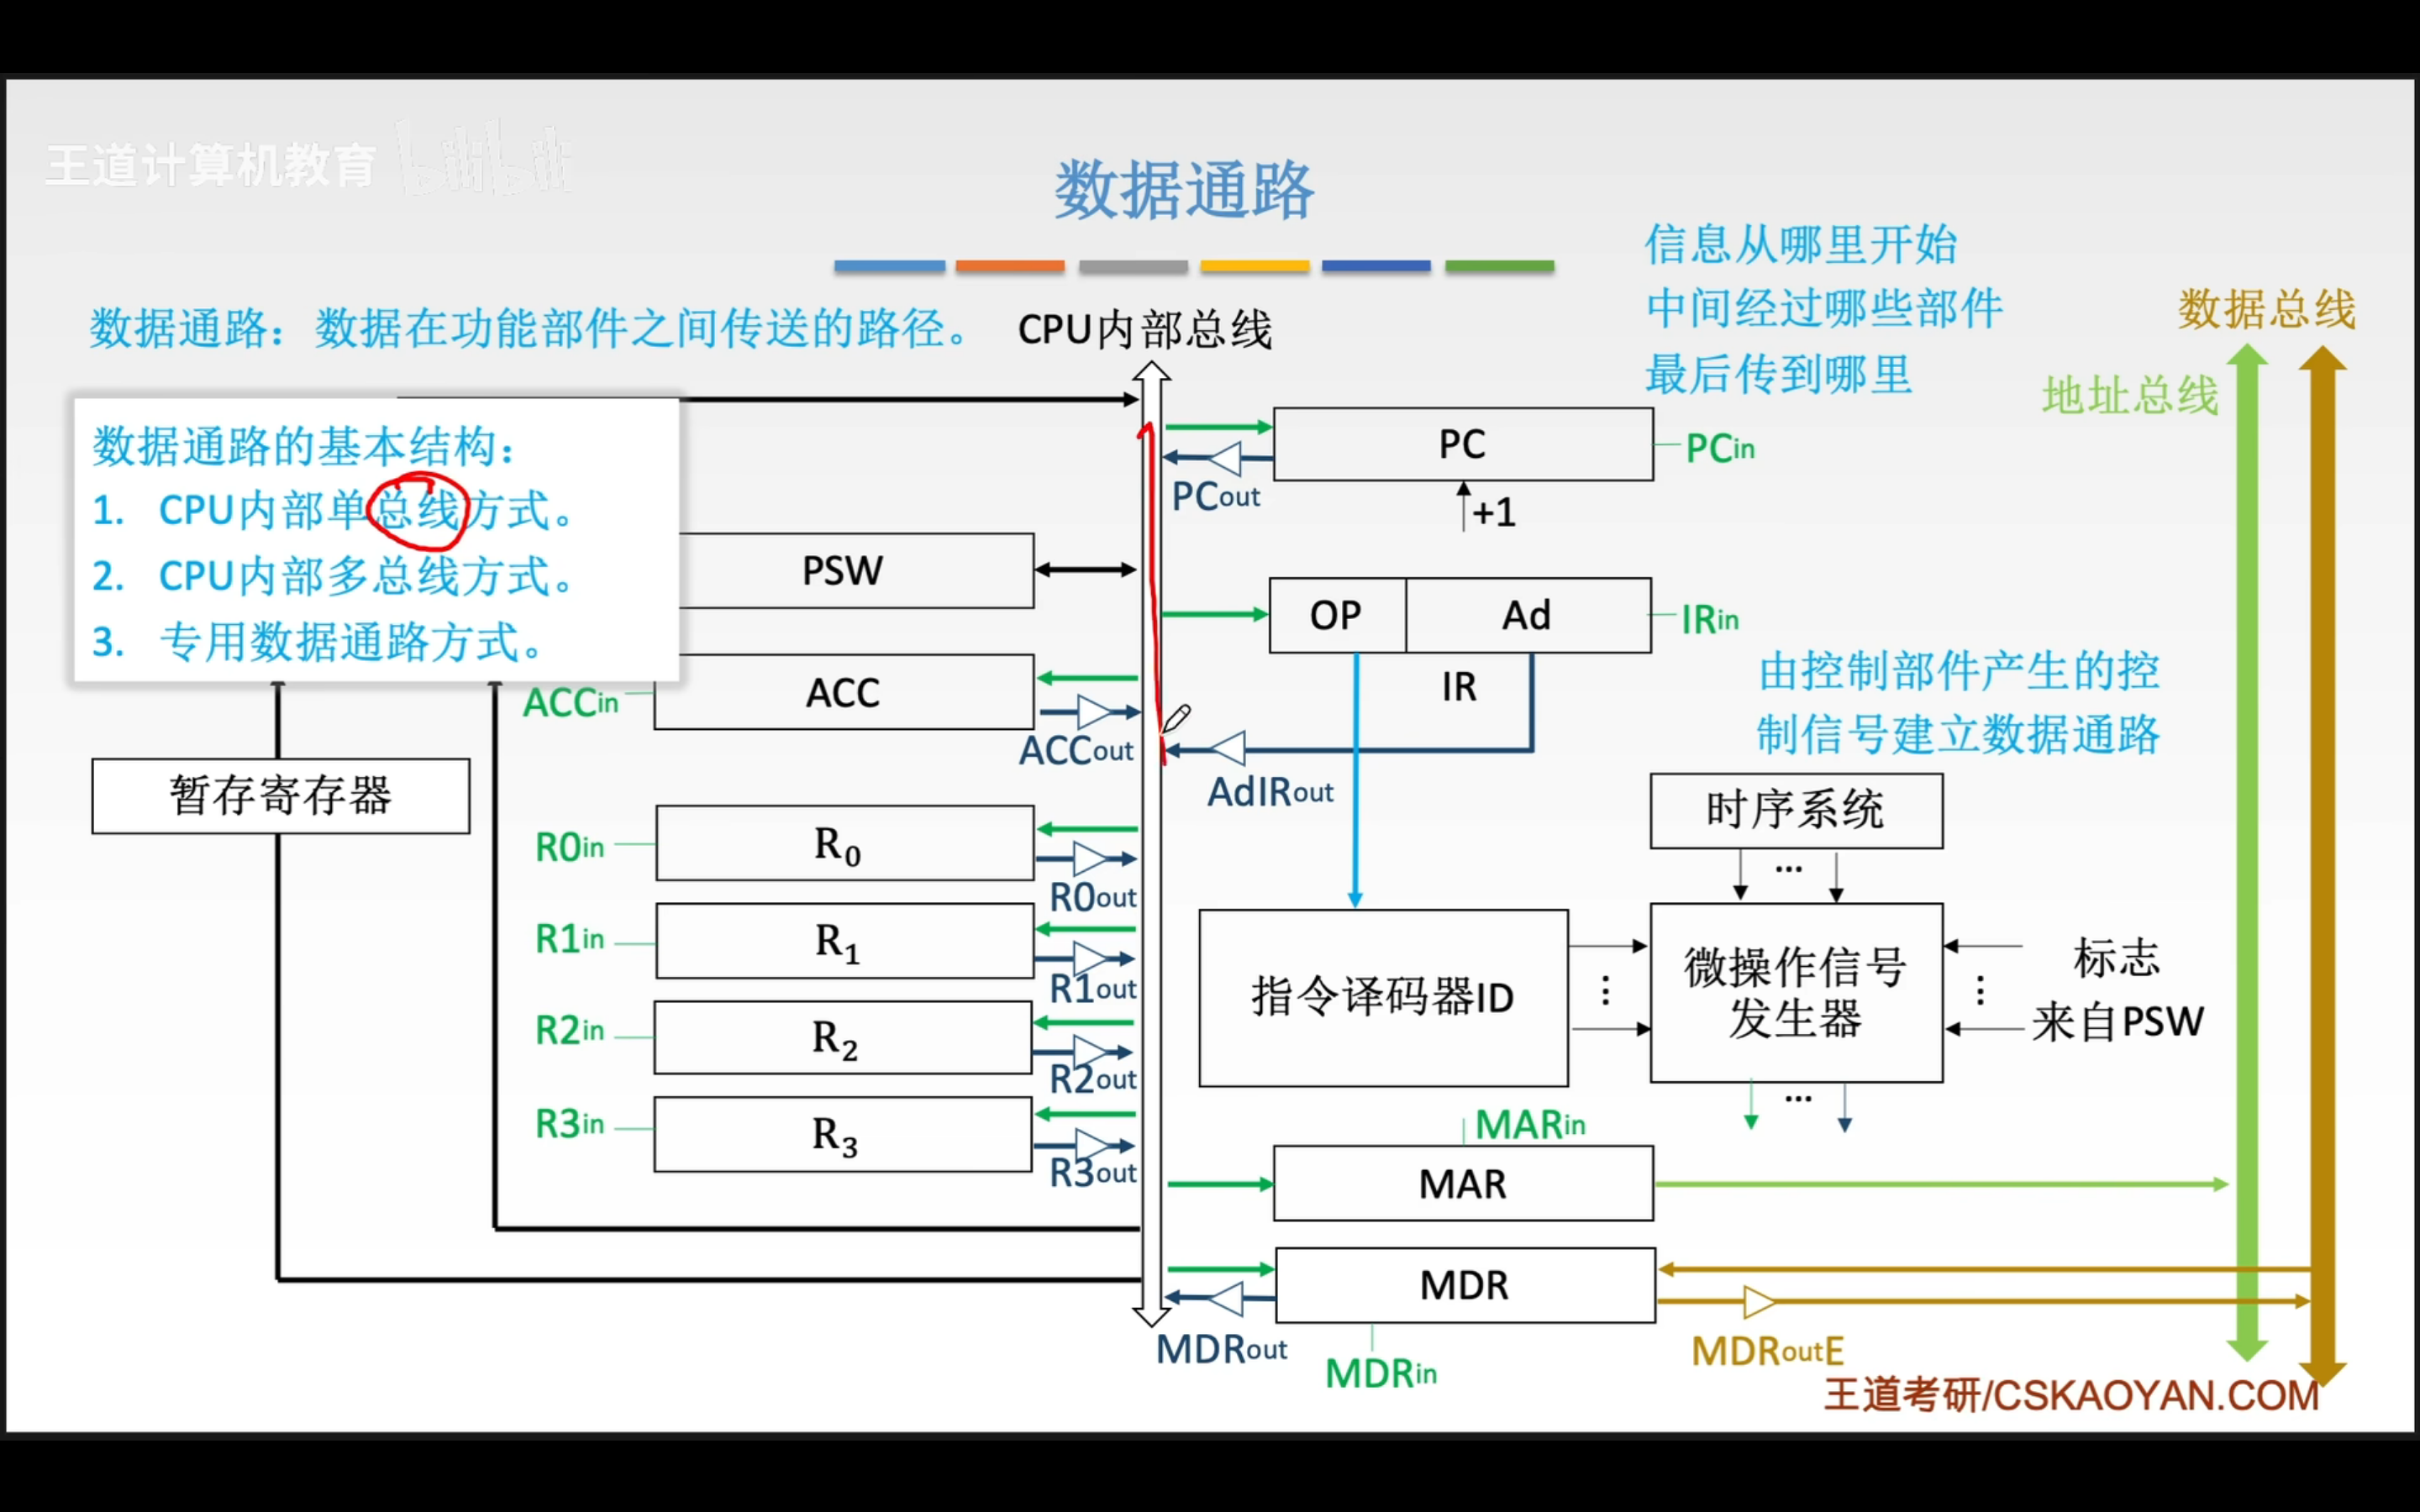 王道计算机教育 bilibili
数据通路
信息从哪里开始
中间经过哪些部件
最后传到哪里
数据总线
地址总线
数据通路：数据在功能部件之间传送的路径。
CPU内部总线
数据通路的基本结构：
1. CPU内部单总线方式。
2. CPU内部多总线方式。
3. 专用数据通路方式。
PC
PCin
PCout
+1
PSW
OP
Ad
IRin
IR
ACCin
ACC
ACCout
AdIRout
由控制部件产生的控
制信号建立数据通路
暂存寄存器
时序系统
...
R0in
R0
R0out
R1in
R1
R1out
R2in
R2
R2out
R3in
R3
R3out
指令译码器ID
⋮
微操作信号
发生器
⋮
标志
来自PSW
...
MARin
MAR
MDR
MDRout
MDRin
MDRoutE
王道考研/CSKAOYAN.COM